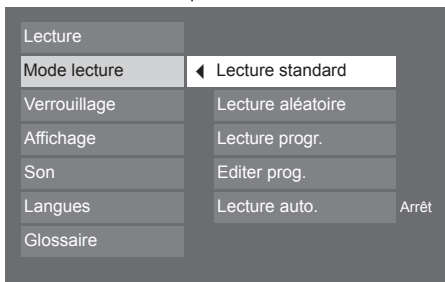 Lecture
Mode lecture Lecture standard
Verrouillage Lecture aléatoire
Affichage Lecture progr.
Son Editer prog.
Langues Lecture auto. Arrêt
Glossaire